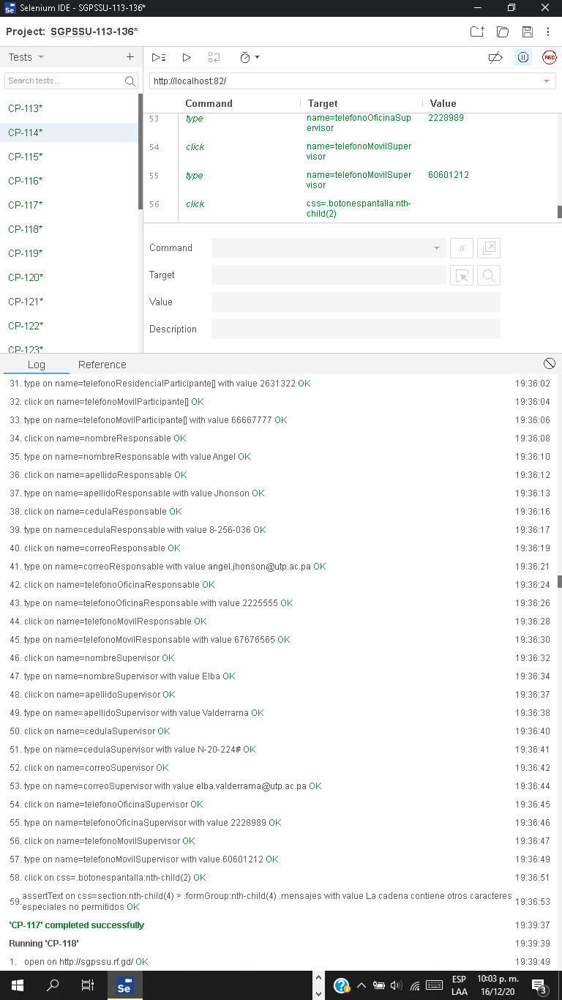 Selenium IDE - SGPSSU-113-136*
Project: SGPSSU-113-136*
Tests
Search tests...
http://localhost:82/
REC
Command Target Value
CP-113*
CP-114*
CP-115*
CP-116*
CP-117*
CP-118*
CP-119*
CP-120*
CP-121*
CP-122*
CP-123*
53 type name=telefonoOficinaSup 2228989
ervisor
54 click name=telefonoMovilSuper
visor
55 type name=telefonoMovilSuper 60601212
visor
56 click css=.botonespantalla:nth-
child(2)
Command //
Target
Value
Description
Log Reference
31. type on name=telefonoResidencialParticipante[] with value 2631322 OK 19:36:02
32. click on name=telefonoMovilParticipante[] OK 19:36:04
33. type on name=telefonoMovilParticipante[] with value 66667777 OK 19:36:06
34. click on name=nombreResponsable OK 19:36:08
35. type on name=nombreResponsable with value Angel OK 19:36:10
36. click on name=apellidoResponsable OK 19:36:12
37. type on name=apellidoResponsable with value Jhonson OK 19:36:13
38. click on name=cedulaResponsable OK 19:36:16
39. type on name=cedulaResponsable with value 8-256-036 OK 19:36:17
40. click on name=correoResponsable OK 19:36:19
41. type on name=correoResponsable with value angel.jhonson@utp.ac.pa OK 19:36:21
42. click on name=telefonoOficinaResponsable OK 19:36:24
43. type on name=telefonoOficinaResponsable with value 2225555 OK 19:36:26
44. click on name=telefonoMovilResponsable OK 19:36:28
45. type on name=telefonoMovilResponsable with value 67676565 OK 19:36:30
46. click on name=nombreSupervisor OK 19:36:32
47. type on name=nombreSupervisor with value Elba OK 19:36:34
48. click on name=apellidoSupervisor OK 19:36:37
49. type on name=apellidoSupervisor with value Valderrama OK 19:36:38
50. click on name=cedulaSupervisor OK 19:36:40
51. type on name=cedulaSupervisor with value N-20-224# OK 19:36:41
52. click on name=correoSupervisor OK 19:36:42
53. type on name=correoSupervisor with value elba.valderrama@utp.ac.pa OK 19:36:44
54. click on name=telefonoOficinaSupervisor OK 19:36:45
55. type on name=telefonoOficinaSupervisor with value 2228989 OK 19:36:46
56. click on name=telefonoMovilSupervisor OK 19:36:47
57. type on name=telefonoMovilSupervisor with value 60601212 OK 19:36:49
58. click on css=.botonespantalla:nth-child(2) OK 19:36:51
59. assertText on css=section:nth-child(4) > .formGroup:nth-child(4) .mensajes with value La cadena contiene otros caracteres 19:36:53
especiales no permitidos OK
'CP-117' completed successfully 19:39:37
Running 'CP-118' 19:39:39
1. open on http://sgpssu.rf.gd/ OK 19:39:49
Se
ESP 10:03 p. m.
LAA 16/12/20 3